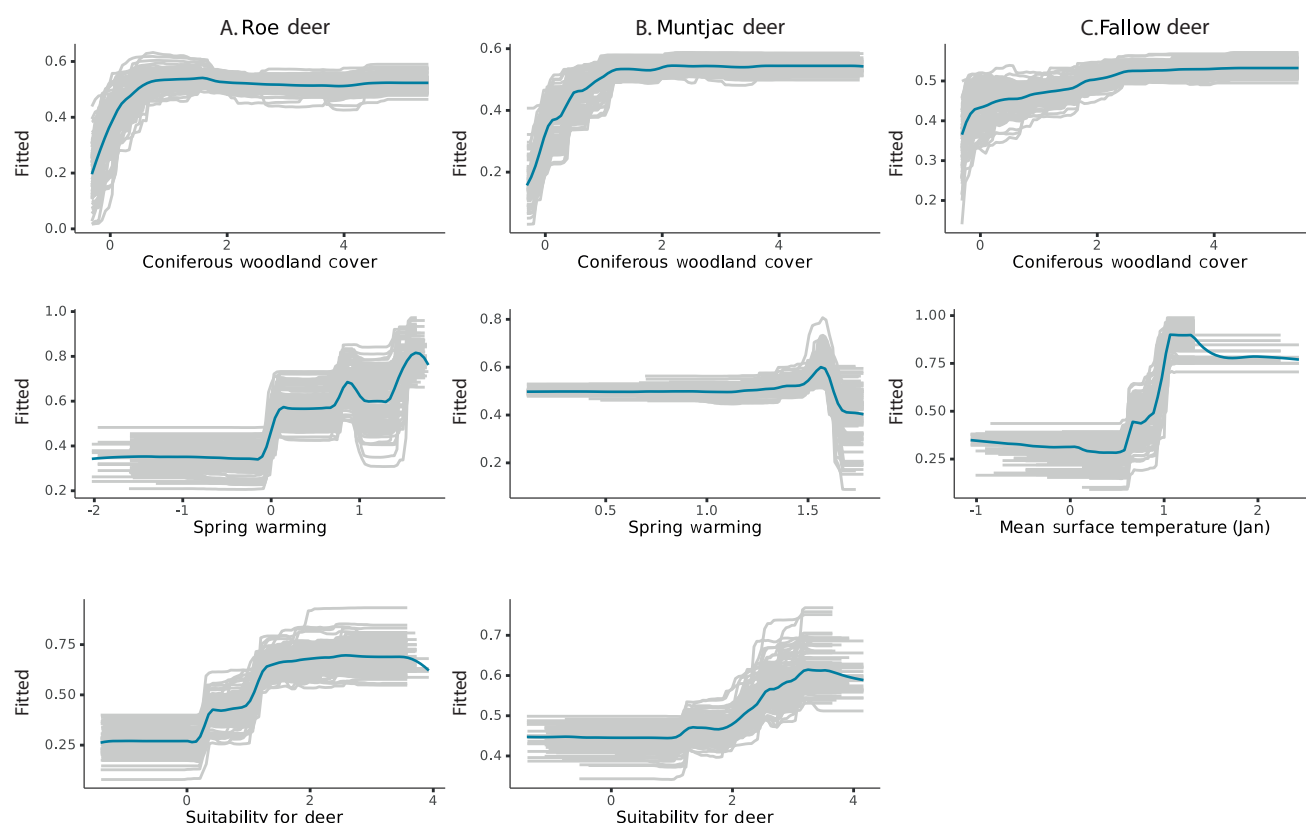 A. Roe deer
B. Muntjac deer
C.Fallow deer
Fitted
0.6
0.4
0.2
0.0
0 2 4
Coniferous woodland cover
Fitted
0.6
0.4
0.2
0 2 4
Coniferous woodland cover
Fitted
0.5
0.4
0.3
0.2
0 2 4
Coniferous woodland cover
Fitted
1.0
0.8
0.6
0.4
0.2
-2 -1 0 1
Spring warming
Fitted
0.8
0.6
0.4
0.2
0.5 1.0 1.5
Spring warming
Fitted
1.00
0.75
0.50
0.25
-1 0 1 2
Mean surface temperature (Jan)
Fitted
0.75
0.50
0.25
0 2 4
Suitability for deer
Fitted
0.7
0.6
0.5
0.4
0 2 4
Suitability for deer